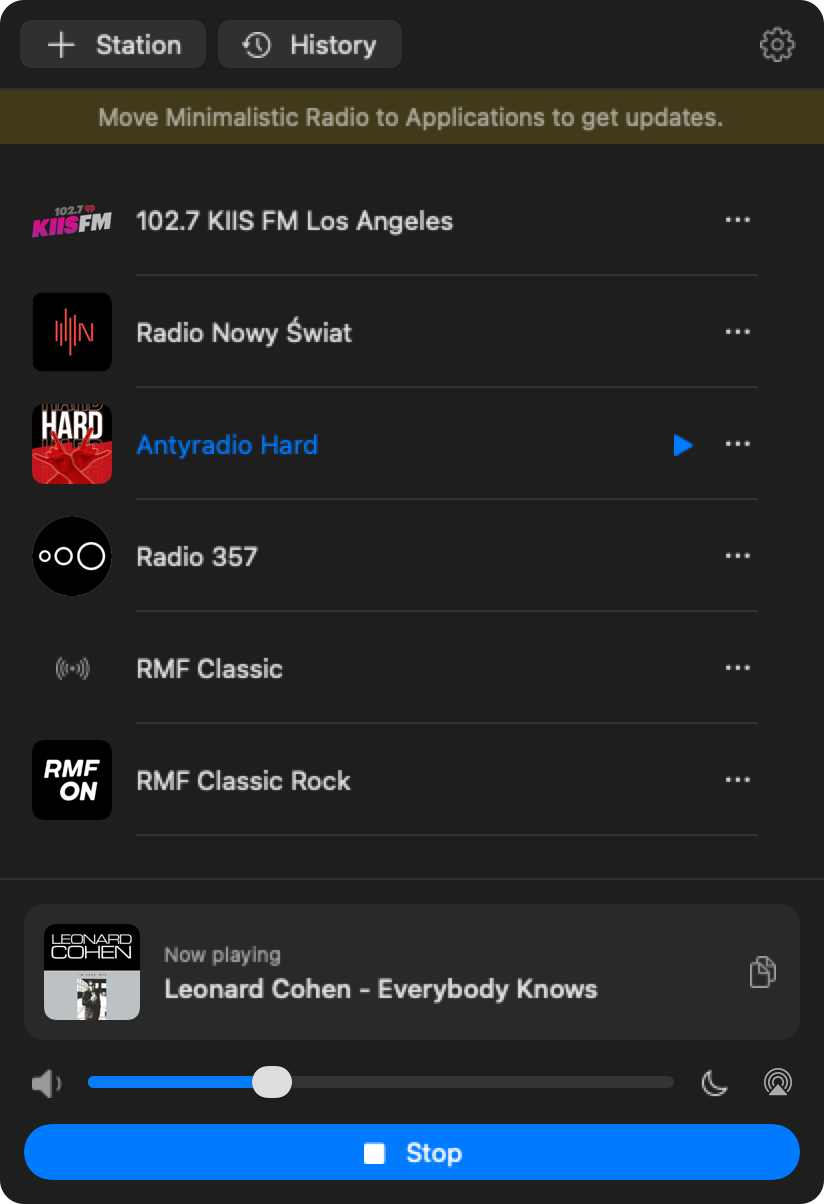 Station
History
Move Minimalistic Radio to Applications to get updates.
102.7
KIISFM
102.7 KIIS FM Los Angeles
Radio Nowy Świat
HARD
Antyradio Hard
Radio 357
RMF Classic
RMF
ON
RMF Classic Rock
LEONARD
COHEN
Now playing
Leonard Cohen - Everybody Knows
Stop